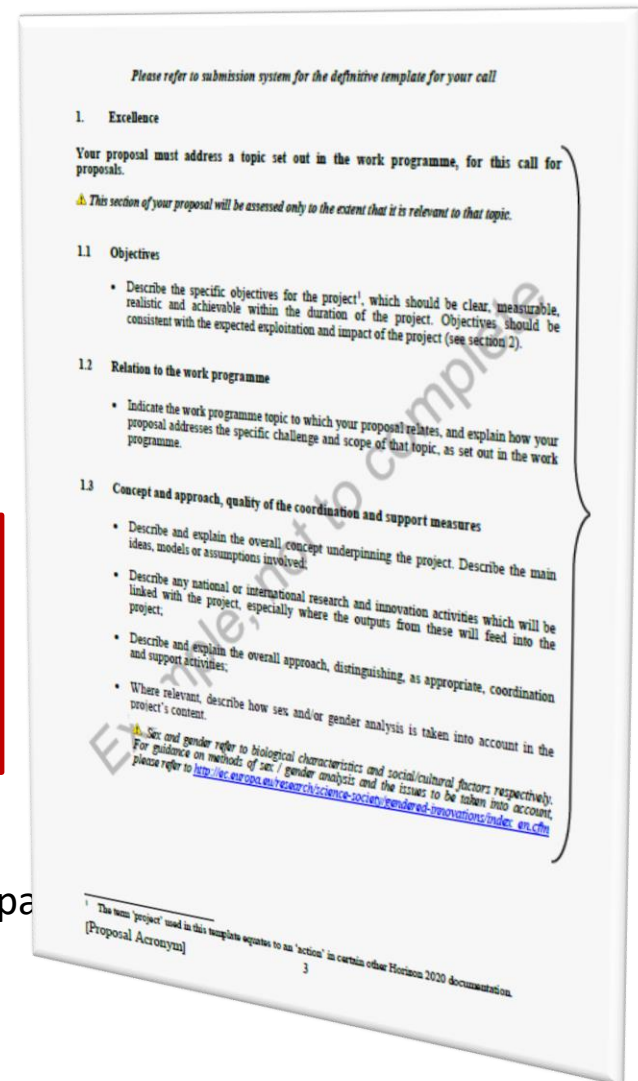 Please refer to submission system for the definitive template for your call
1. Excellence
Your proposal must address a topic set out in the work programme, for this call for
proposals.
⚠ This section of your proposal will be assessed only to the extent that it is relevant to that topic.
1.1 Objectives
• Describe the specific objectives for the project¹, which should be clear, measurable,
realistic and achievable within the duration of the project. Objectives should be
consistent with the expected exploitation and impact of the project (see section 2).
1.2 Relation to the work programme
• Indicate the work programme topic to which your proposal relates, and explain how your
proposal addresses the specific challenge and scope of that topic, as set out in the work
programme.
1.3 Concept and approach, quality of the coordination and support measures
• Describe and explain the overall concept underpinning the project. Describe the main
ideas, models or assumptions involved;
• Describe any national or international research and innovation activities which will be
linked with the project, especially where the outputs from these will feed into the
project;
• Describe and explain the overall approach, distinguishing, as appropriate, coordination
and support activities;
• Where relevant, describe how sex and/or gender analysis is taken into account in the
project's content.
⚠ Sex and gender refer to biological characteristics and social/cultural factors respectively.
For guidance on methods of sex / gender analysis and the issues to be taken into account,
please refer to http://ec.europa.eu/research/science-society/gendered-innovations/index_en.cfm
Example, not to complete
pa
¹ The term 'project' used in this template equates to an 'action' in certain other Horizon 2020 documentation.
[Proposal Acronym]
3